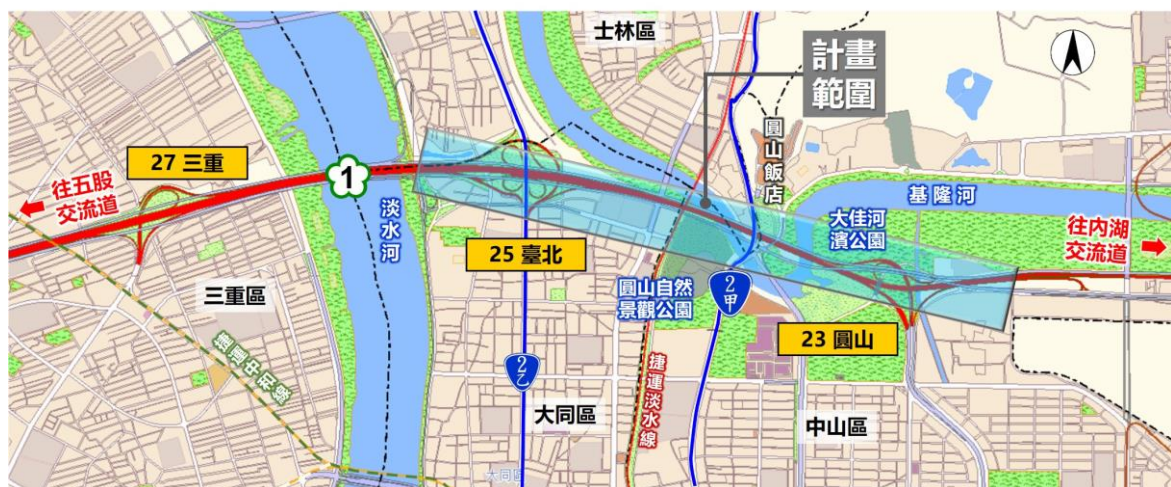 士林區
計畫
範圍
27 三重
往五股
交流道
1
淡水河
25 臺北
圓山飯店
基隆河
大佳河
濱公園
往內湖
交流道
三重區
捷運中和線
圓山自然
景觀公園
2甲
23 圓山
2乙
大同區
捷運淡水線
中山區
大同區